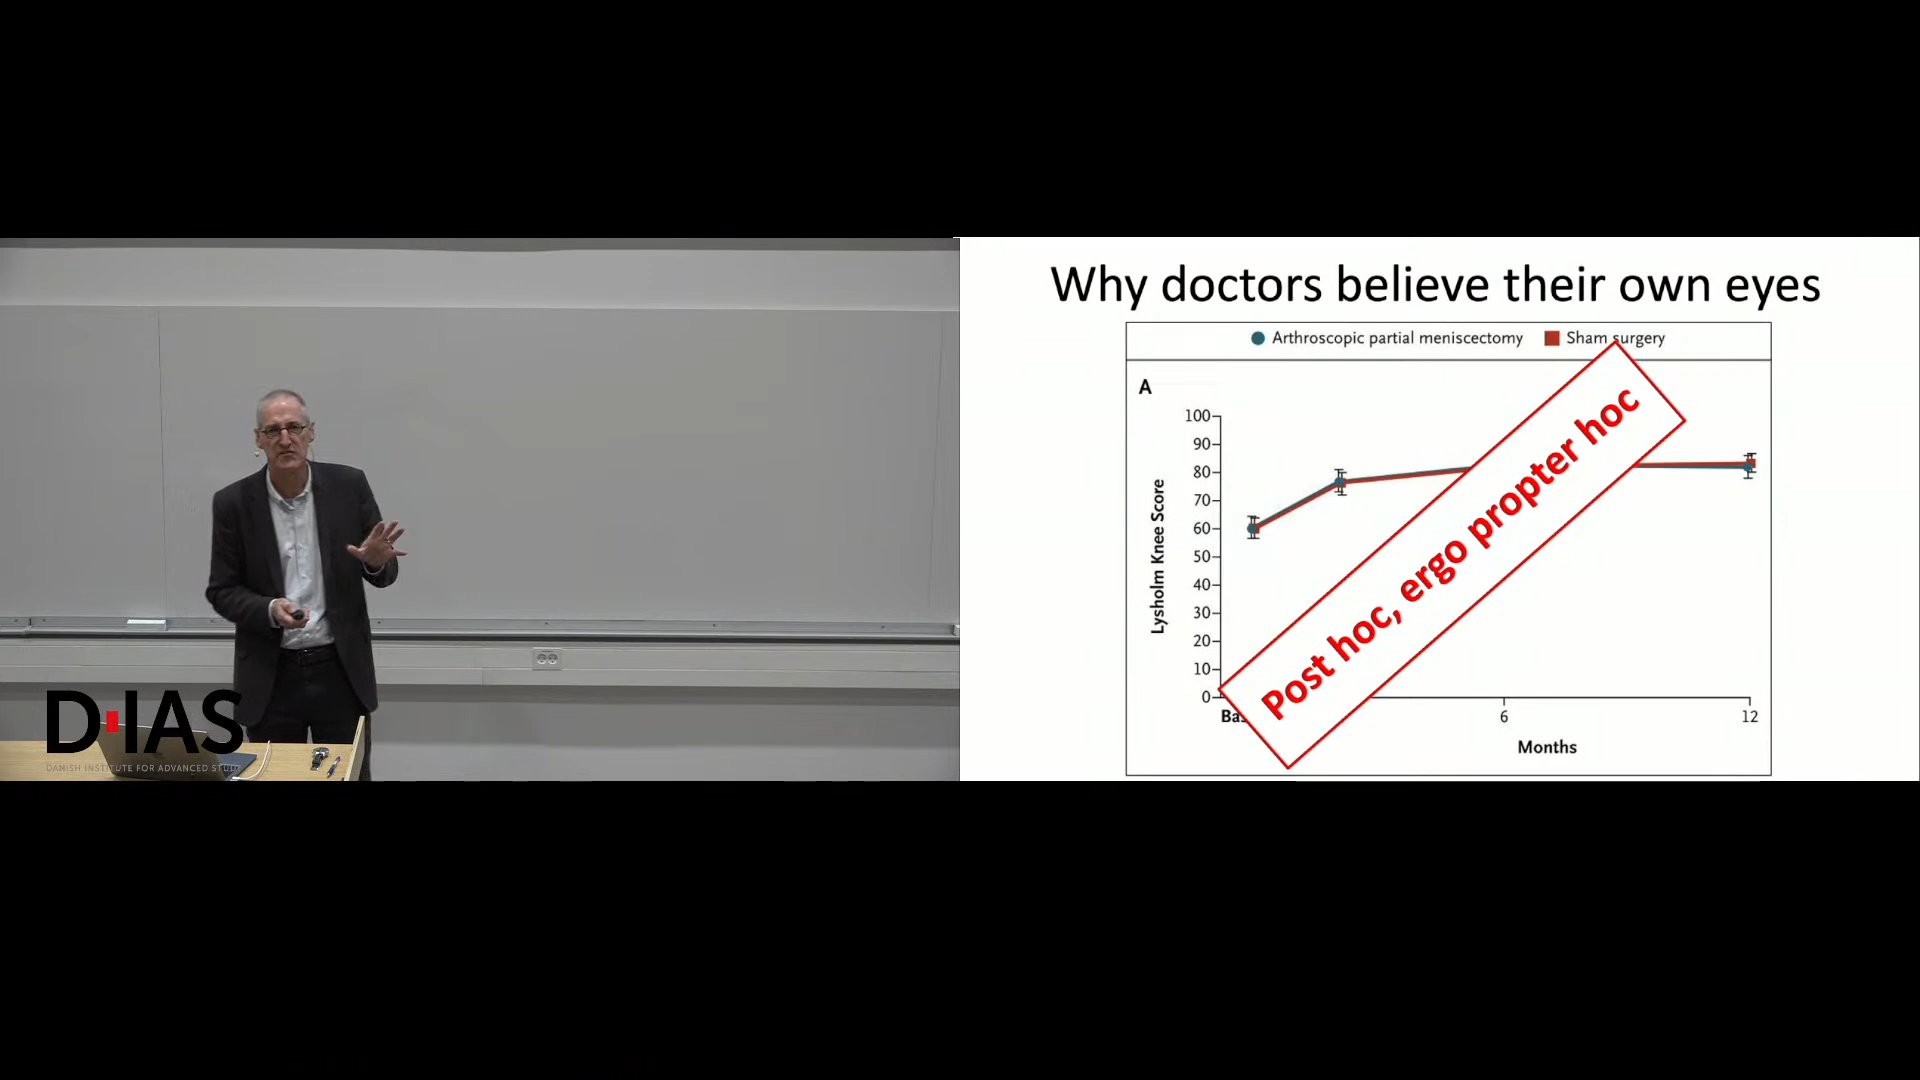 D-IAS
DANISH INSTITUTE FOR ADVANCED STUDY
Why doctors believe their own eyes
Arthroscopic partial meniscectomy
Sham surgery
A
100
90
80
70
60
50
40
30
20
10
0
Lysholm Knee Score
6
12
Months
Post hoc, ergo propter hoc